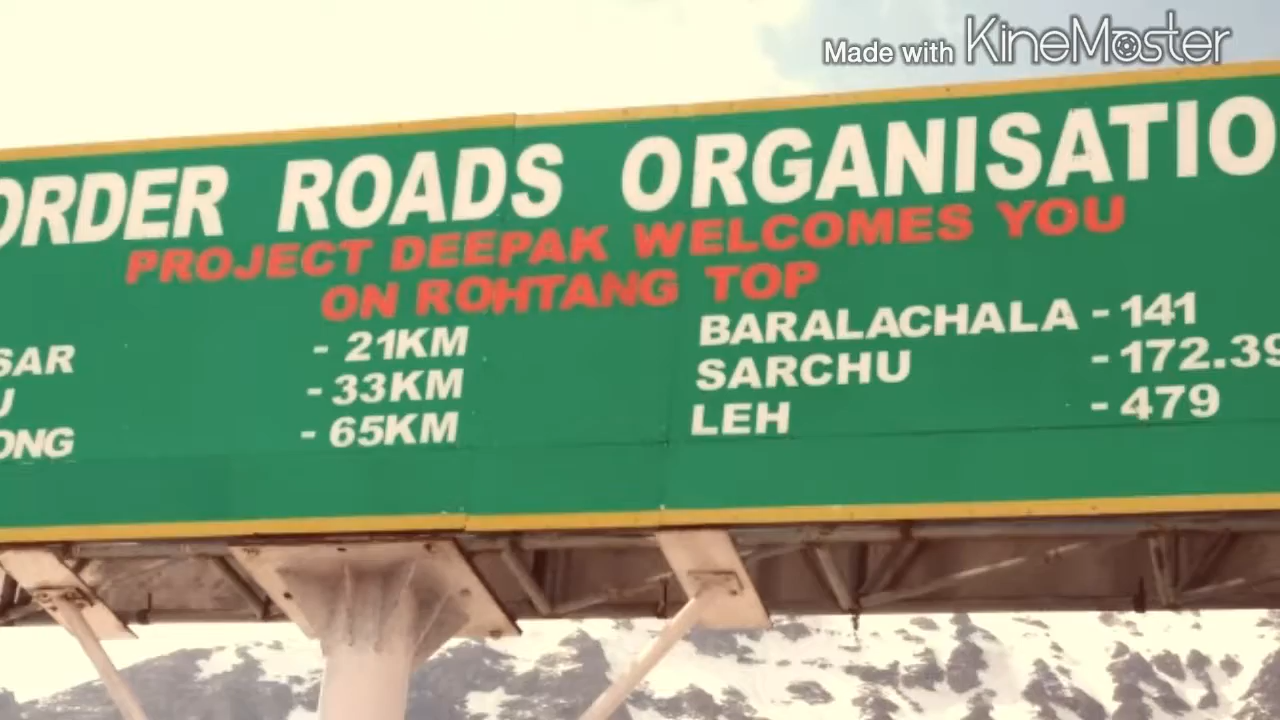 Made with KineMaster
ORDER ROADS ORGANISATIO
PROJECT DEEPAK WELCOMES YOU
ON ROHTANG TOP
SAR - 21KM
U - 33KM
ONG - 65KM
BARALACHALA - 141
SARCHU - 172.39
LEH - 479